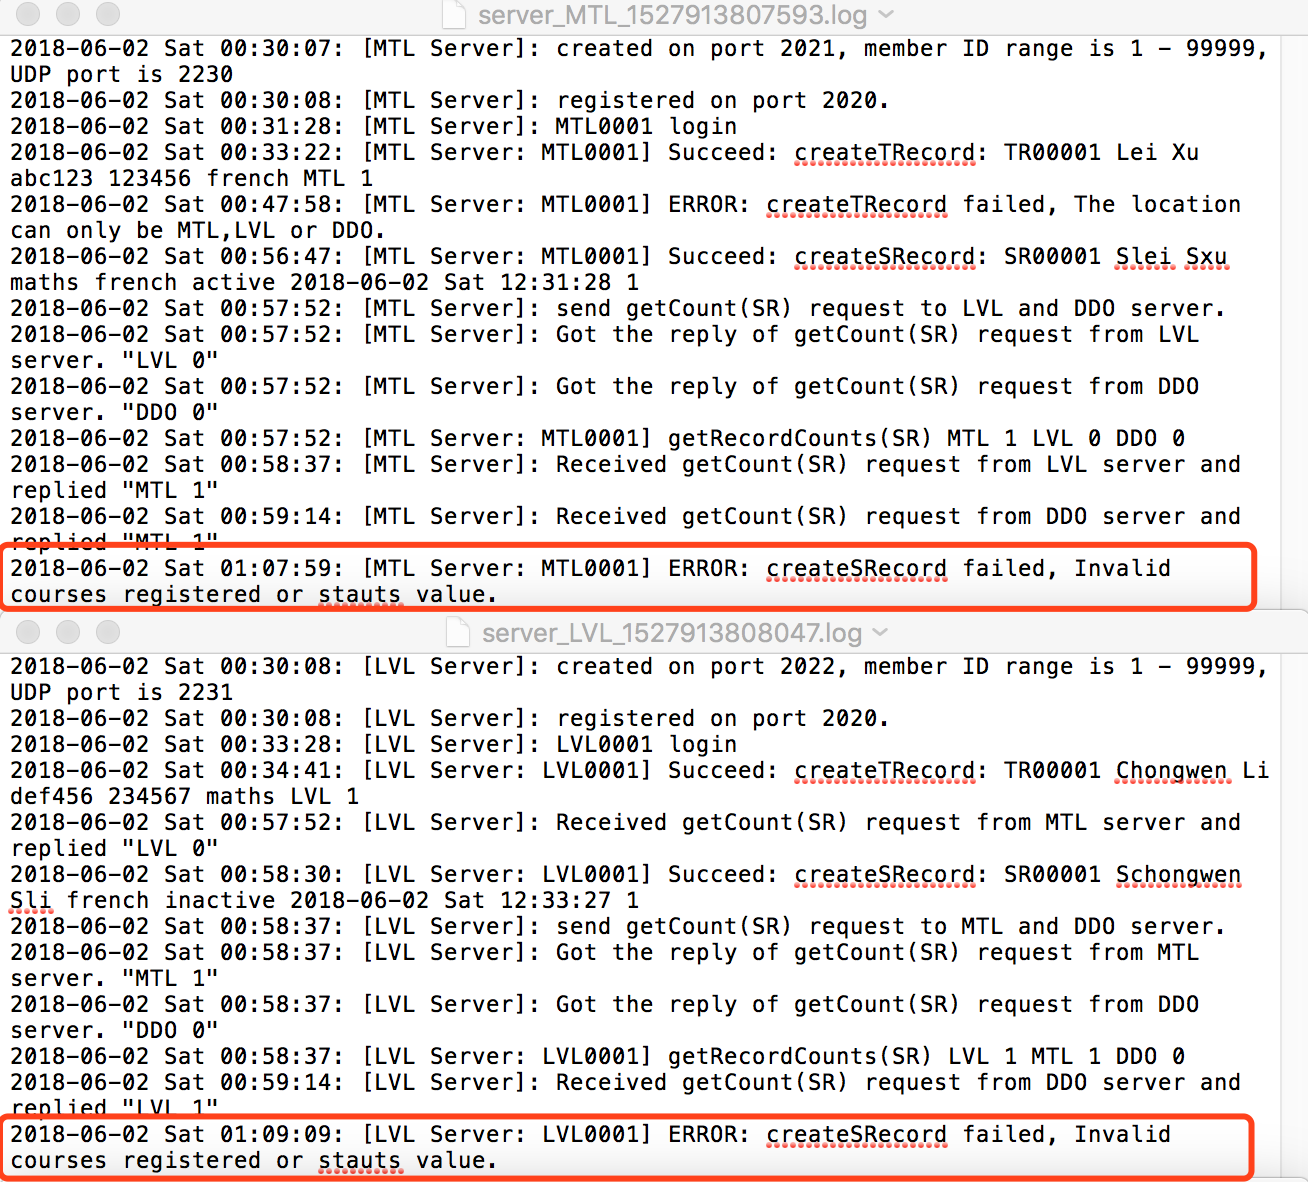 server_MTL_1527913807593.log
2018-06-02 Sat 00:30:07: [MTL Server]: created on port 2021, member ID range is 1 - 99999,
UDP port is 2230
2018-06-02 Sat 00:30:08: [MTL Server]: registered on port 2020.
2018-06-02 Sat 00:31:28: [MTL Server]: MTL0001 login
2018-06-02 Sat 00:33:22: [MTL Server: MTL0001] Succeed: createTRecord: TR00001 Lei Xu
abc123 123456 french MTL 1
2018-06-02 Sat 00:47:58: [MTL Server: MTL0001] ERROR: createTRecord failed, The location
can only be MTL,LVL or DDO.
2018-06-02 Sat 00:56:47: [MTL Server: MTL0001] Succeed: createSRecord: SR00001 Slei Sxu
maths french active 2018-06-02 Sat 12:31:28 1
2018-06-02 Sat 00:57:52: [MTL Server]: send getCount(SR) request to LVL and DDO server.
2018-06-02 Sat 00:57:52: [MTL Server]: Got the reply of getCount(SR) request from LVL
server. "LVL 0"
2018-06-02 Sat 00:57:52: [MTL Server]: Got the reply of getCount(SR) request from DDO
server. "DDO 0"
2018-06-02 Sat 00:57:52: [MTL Server: MTL0001] getRecordCounts(SR) MTL 1 LVL 0 DDO 0
2018-06-02 Sat 00:58:37: [MTL Server]: Received getCount(SR) request from LVL server and
replied "MTL 1"
2018-06-02 Sat 00:59:14: [MTL Server]: Received getCount(SR) request from DDO server and
replied "MTL 1"
2018-06-02 Sat 01:07:59: [MTL Server: MTL0001] ERROR: createSRecord failed, Invalid
courses registered or stauts value.
server_LVL_1527913808047.log
2018-06-02 Sat 00:30:08: [LVL Server]: created on port 2022, member ID range is 1 - 99999,
UDP port is 2231
2018-06-02 Sat 00:30:08: [LVL Server]: registered on port 2020.
2018-06-02 Sat 00:33:28: [LVL Server]: LVL0001 login
2018-06-02 Sat 00:34:41: [LVL Server: LVL0001] Succeed: createTRecord: TR00001 Chongwen Li
def456 234567 maths LVL 1
2018-06-02 Sat 00:57:52: [LVL Server]: Received getCount(SR) request from MTL server and
replied "LVL 0"
2018-06-02 Sat 00:58:30: [LVL Server: LVL0001] Succeed: createSRecord: SR00001 Schongwen
Sli french inactive 2018-06-02 Sat 12:33:27 1
2018-06-02 Sat 00:58:37: [LVL Server]: send getCount(SR) request to MTL and DDO server.
2018-06-02 Sat 00:58:37: [LVL Server]: Got the reply of getCount(SR) request from MTL
server. "MTL 1"
2018-06-02 Sat 00:58:37: [LVL Server]: Got the reply of getCount(SR) request from DDO
server. "DDO 0"
2018-06-02 Sat 00:58:37: [LVL Server: LVL0001] getRecordCounts(SR) LVL 1 MTL 1 DDO 0
2018-06-02 Sat 00:59:14: [LVL Server]: Received getCount(SR) request from DDO server and
replied "LVL 1"
2018-06-02 Sat 01:09:09: [LVL Server: LVL0001] ERROR: createSRecord failed, Invalid
courses registered or stauts value.